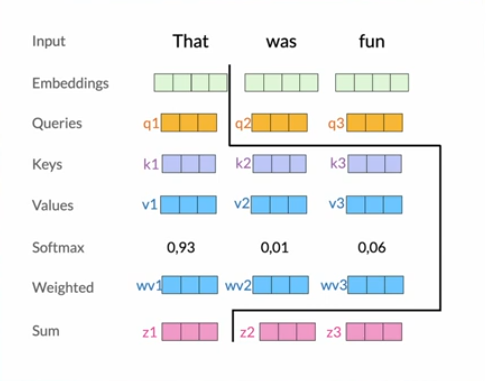 Input That was fun
Embeddings
Queries q1 q2 q3
Keys k1 k2 k3
Values v1 v2 v3
Softmax 0,93 0,01 0,06
Weighted wv1 wv2 wv3
Sum z1 z2 z3